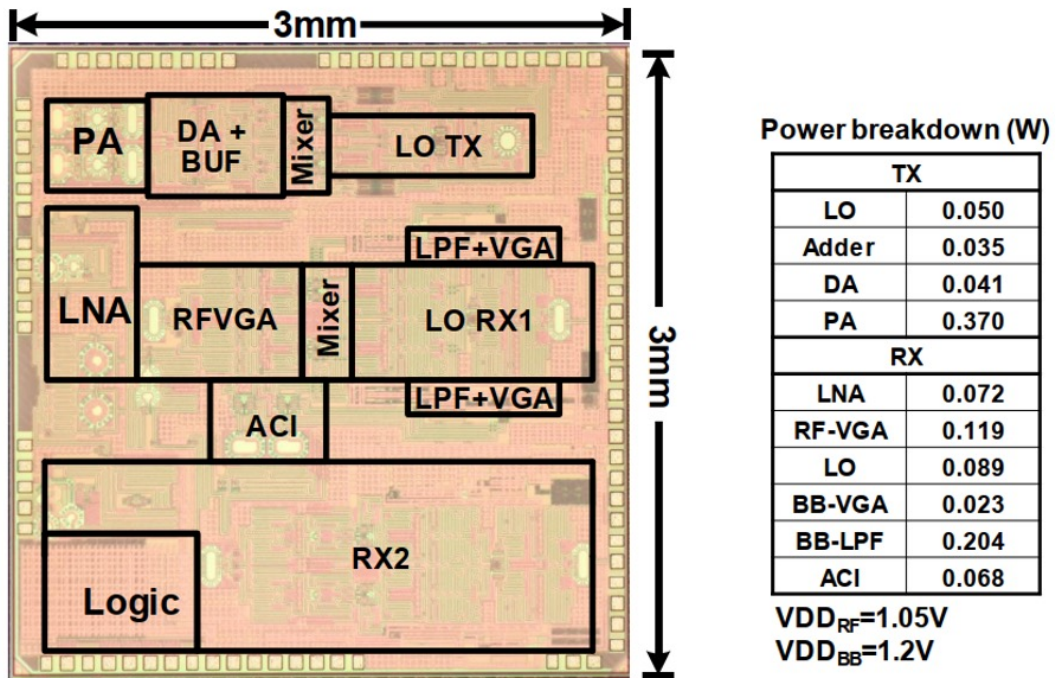 3mm
PA
DA +
BUF
Mixer
LO TX
LPF+VGA
LNA
RFVGA
Mixer
LO RX1
LPF+VGA
ACI
RX2
Logic
3mm
Power breakdown (W)
TX
LO 0.050
Adder 0.035
DA 0.041
PA 0.370
RX
LNA 0.072
RF-VGA 0.119
LO 0.089
BB-VGA 0.023
BB-LPF 0.204
ACI 0.068
VDD_RF=1.05V
VDD_BB=1.2V